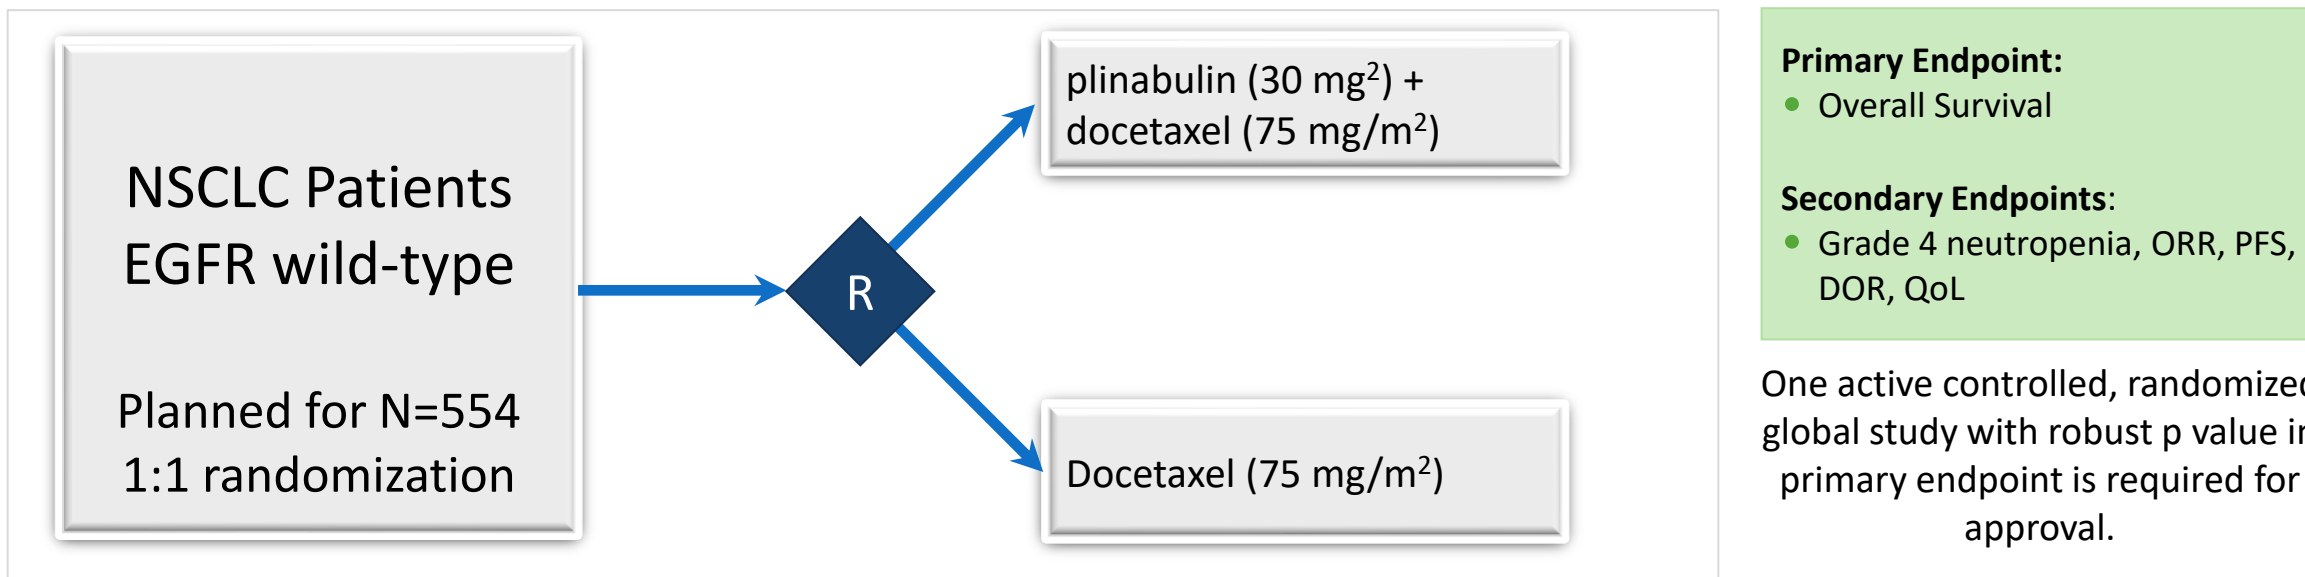 NSCLC Patients
EGFR wild-type
Planned for N=554
1:1 randomization
R
plinabulin (30 mg²) +
docetaxel (75 mg/m²)
Docetaxel (75 mg/m²)
Primary Endpoint:
• Overall Survival
Secondary Endpoints:
• Grade 4 neutropenia, ORR, PFS,
DOR, QoL
One active controlled, randomized
global study with robust p value in
primary endpoint is required for
approval.